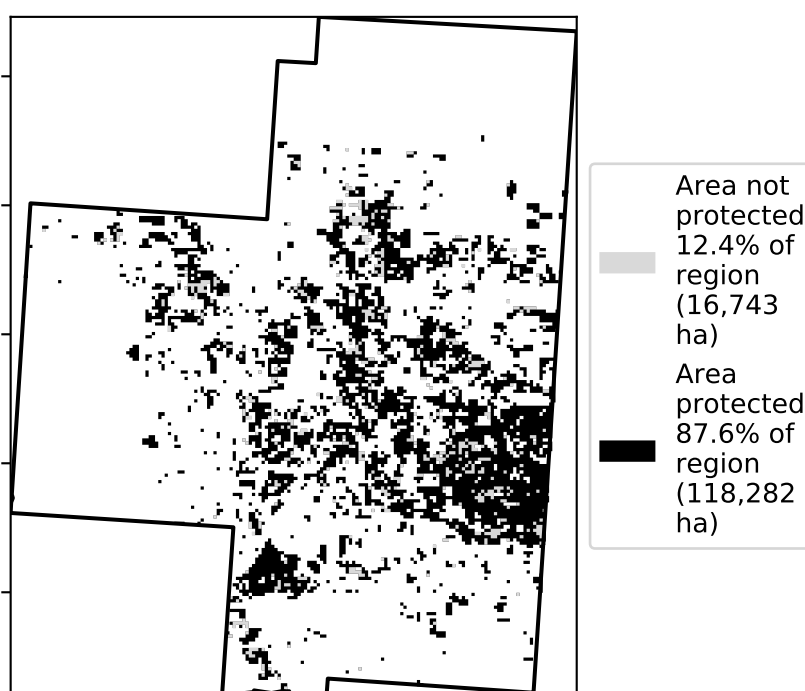 Area not
protected
12.4% of
region
(16,743
ha)
Area
protected
87.6% of
region
(118,282
ha)